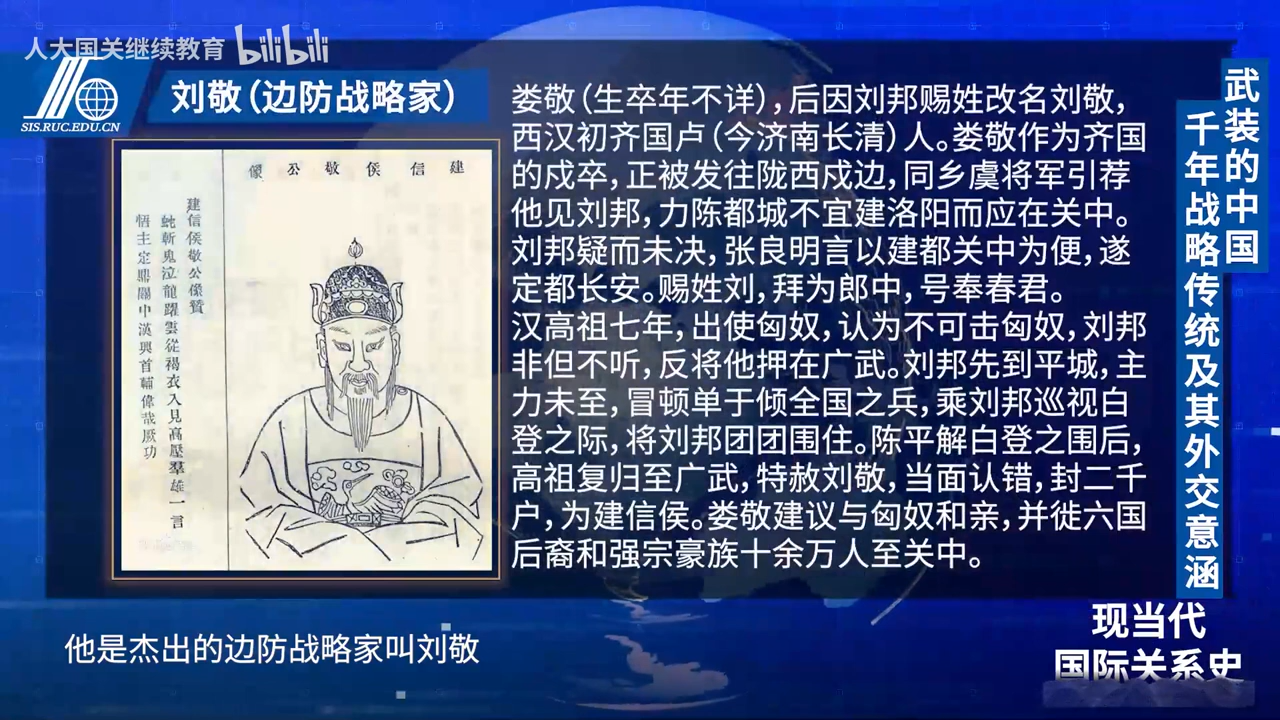 人大国关继续教育 bilibili
SIS.RUC.EDU.CN
刘敬（边防战略家）
建信侯敬公像
建信侯敬公像贊
蛇斬鬼泣龍躍雲從褐衣入見高壓羣雄一言
悟主定鼎關中漢興首輔偉哉厥功
娄敬（生卒年不详），后因刘邦赐姓改名刘敬，
西汉初齐国卢（今济南长清）人。娄敬作为齐国
的戍卒，正被发往陇西戍边，同乡虞将军引荐
他见刘邦，力陈都城不宜建洛阳而应在关中。
刘邦疑而未决，张良明言以建都关中为便，遂
定都长安。赐姓刘，拜为郎中，号奉春君。
汉高祖七年，出使匈奴，认为不可击匈奴，刘邦
非但不听，反将他押在广武。刘邦先到平城，主
力未至，冒顿单于倾全国之兵，乘刘邦巡视白
登之际，将刘邦团团围住。陈平解白登之围后，
高祖复归至广武，特赦刘敬，当面认错，封二千
户，为建信侯。娄敬建议与匈奴和亲，并徙六国
后裔和强宗豪族十余万人至关中。
武装的中国
千年战略传统及其外交意涵
他是杰出的边防战略家叫刘敬
现当代
国际关系史